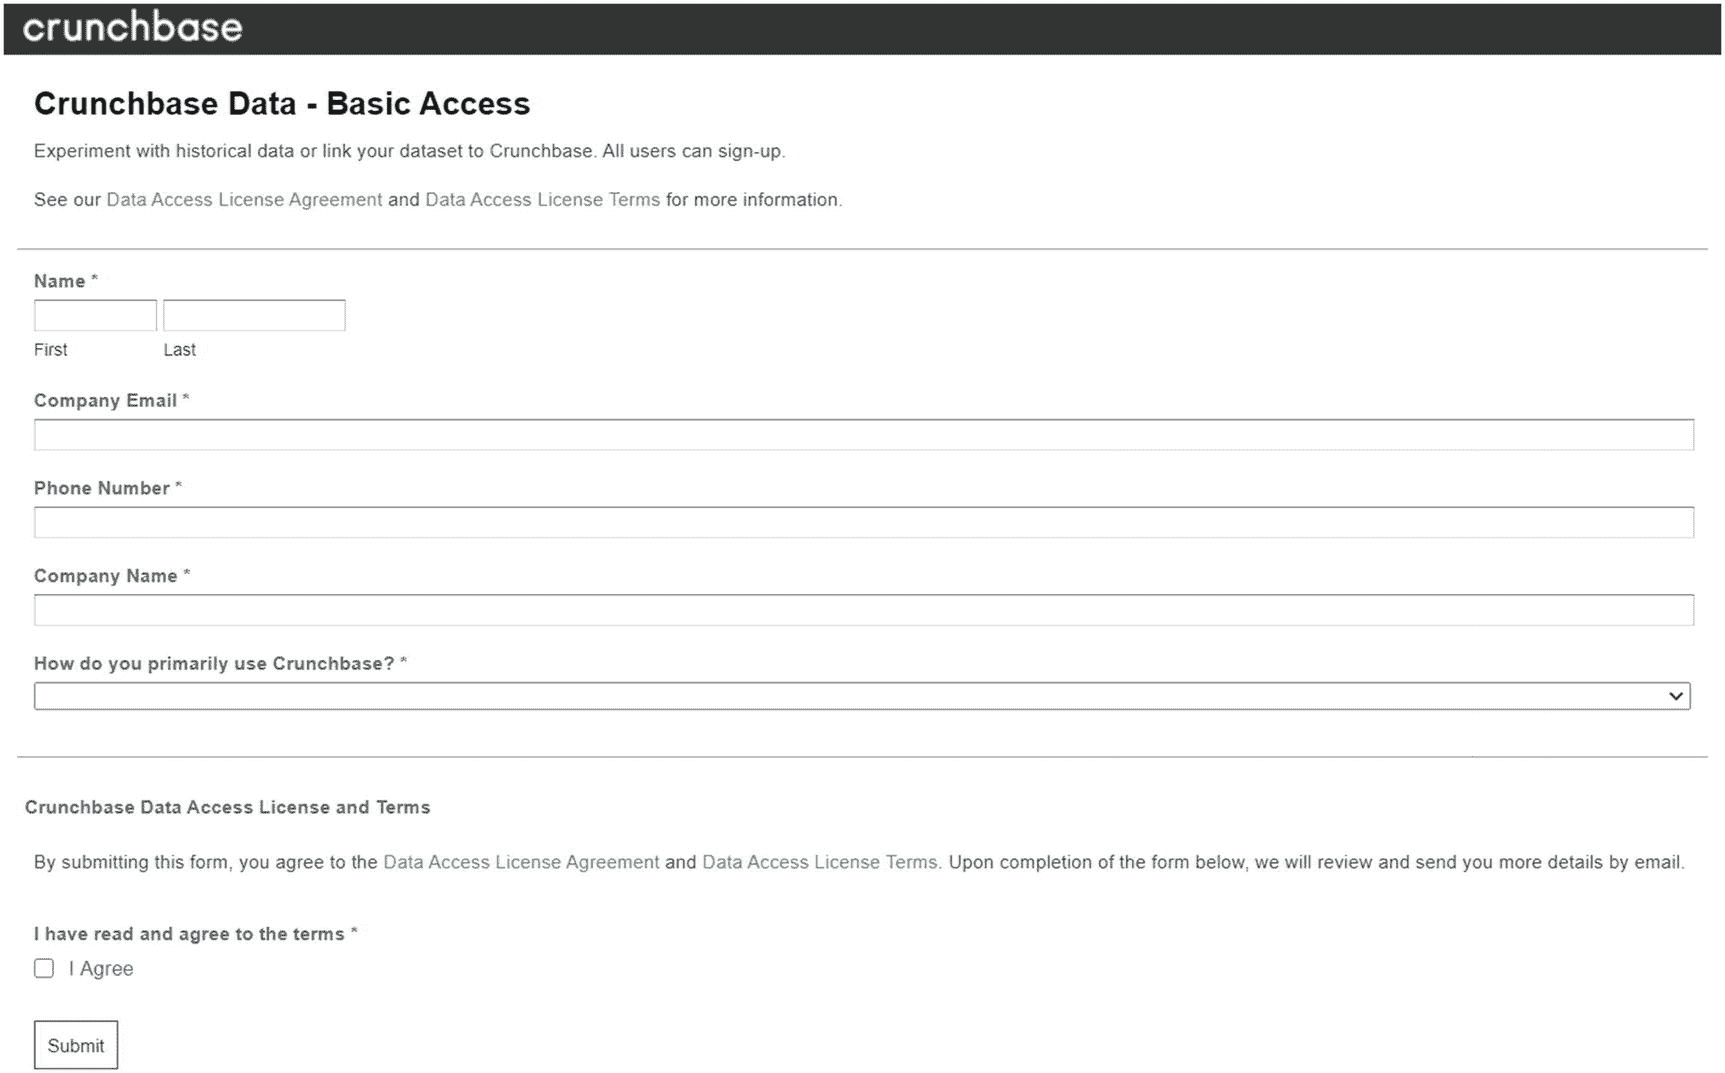 crunchbase
Crunchbase Data - Basic Access
Experiment with historical data or link your dataset to Crunchbase. All users can sign-up.
See our Data Access License Agreement and Data Access License Terms for more information.
Name *
First Last
Company Email *
Phone Number *
Company Name *
How do you primarily use Crunchbase? *
Crunchbase Data Access License and Terms
By submitting this form, you agree to the Data Access License Agreement and Data Access License Terms. Upon completion of the form below, we will review and send you more details by email.
I have read and agree to the terms *
I Agree
Submit